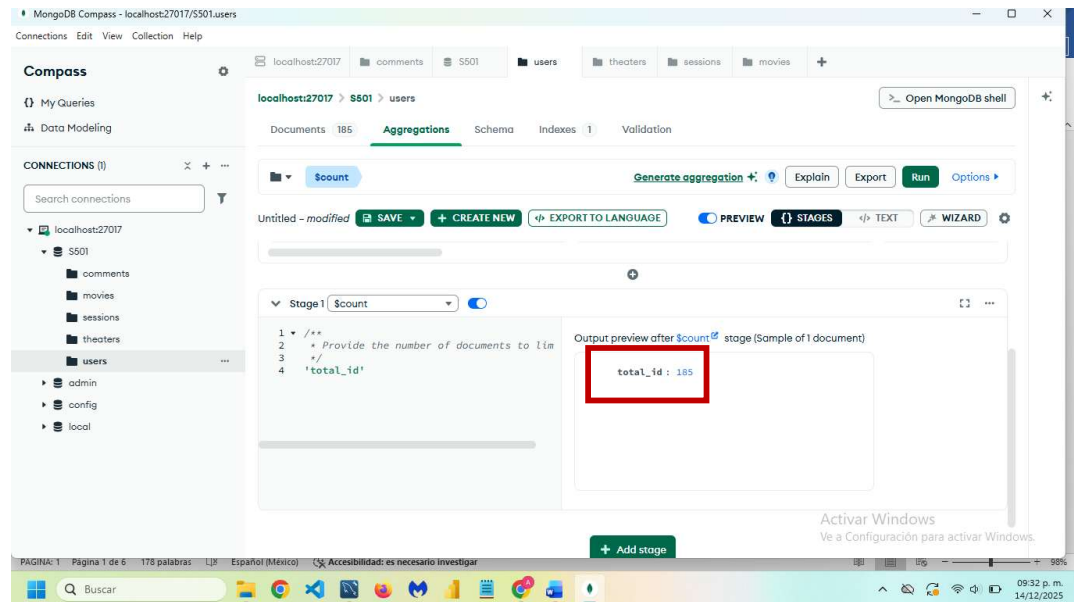 MongoDB Compass - localhost:27017/S501.users
Connections Edit View Collection Help
Compass
localhost:27017 comments S501 users theaters sessions movies
{} My Queries
Data Modeling
localhost:27017 > S501 > users
>_ Open MongoDB shell
Documents 185 Aggregations Schema Indexes 1 Validation
CONNECTIONS (1)
Search connections
localhost:27017
S501
comments
movies
sessions
theaters
users
admin
config
local
$count
Generate aggregation Explain Export Run Options
Untitled – modified SAVE + CREATE NEW EXPORT TO LANGUAGE PREVIEW {} STAGES </> TEXT WIZARD
Stage 1 $count
1 /**
2 * Provide the number of documents to lim
3 */
4 'total_id'
Output preview after $count stage (Sample of 1 document)
total_id : 185
+ Add stage
Activar Windows
Ve a Configuración para activar Windows.
PÁGINA: 1 Página 1 de 6 178 palabras Español (México) Accesibilidad: es necesario investigar 98%
Buscar
09:32 p. m.
14/12/2025